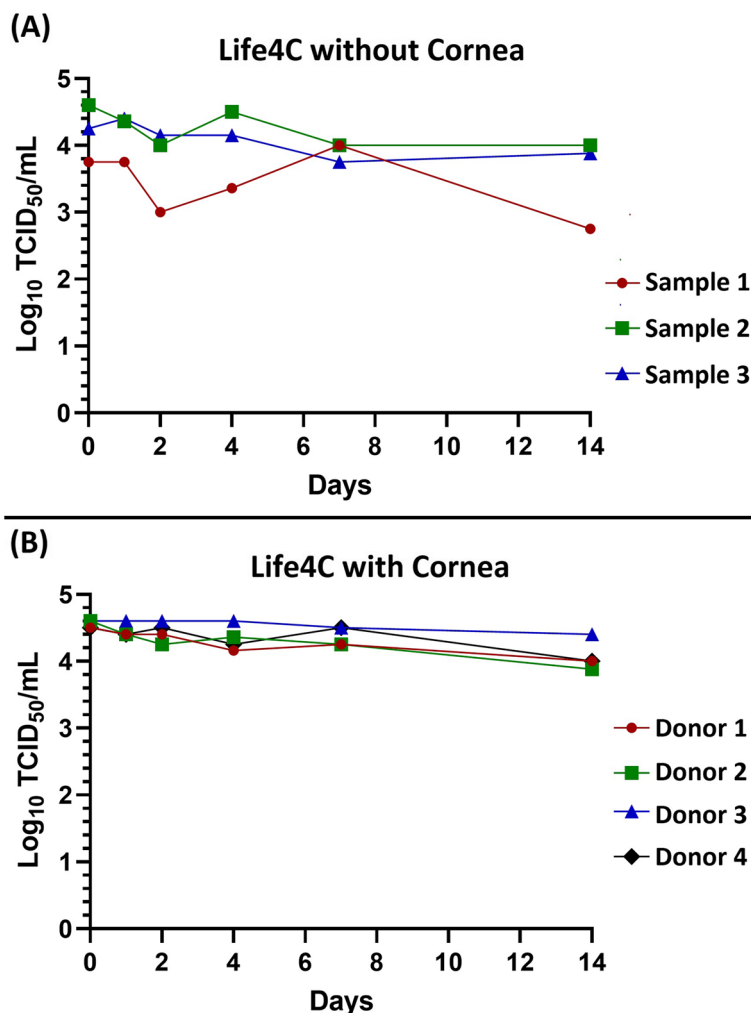 (A)
Life4C without Cornea
Log₁₀ TCID₅₀/mL
5
4
3
2
1
0
0 2 4 6 8 10 12 14
Days
Sample 1
Sample 2
Sample 3
(B)
Life4C with Cornea
Log₁₀ TCID₅₀/mL
5
4
3
2
1
0
0 2 4 6 8 10 12 14
Days
Donor 1
Donor 2
Donor 3
Donor 4